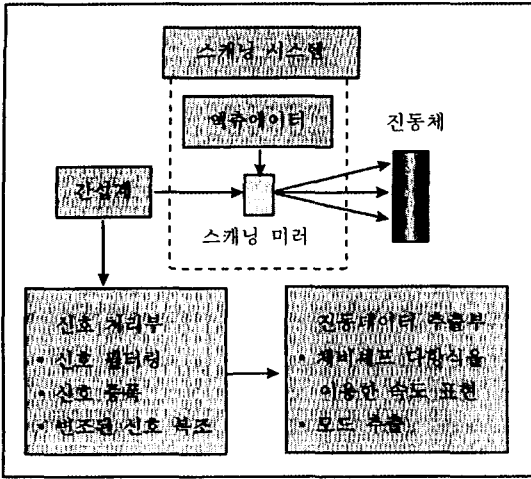 스캐닝 시스템
액츄에이터
진동체
간섭계
스캐닝 미러
신호 처리부
• 신호 필터링
• 신호 증폭
• 변조된 신호 복조
진동데이터 추출부
• 체비셰프 다항식을
이용한 속도 표현
• 모드 추출